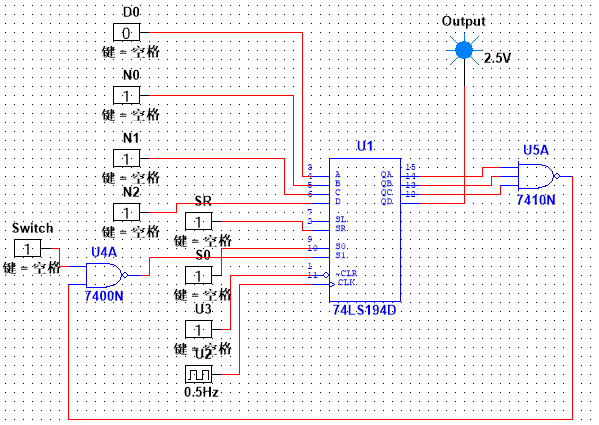 D0
0
键 = 空格
N0
1
键 = 空格
N1
1
键 = 空格
N2
1
键 = 空格
SR
1
键 = 空格
Switch
1
键 = 空格
U4A
7400N
S0
1
键 = 空格
U3
1
键 = 空格
U2
0.5Hz
U1
3 A QA 15
4 B QB 14
5 C QC 13
6 D QD 12
7 SL
2 SR
9 S0
10 S1
1 ~CLR
11 CLK
74LS194D
Output
2.5V
U5A
7410N